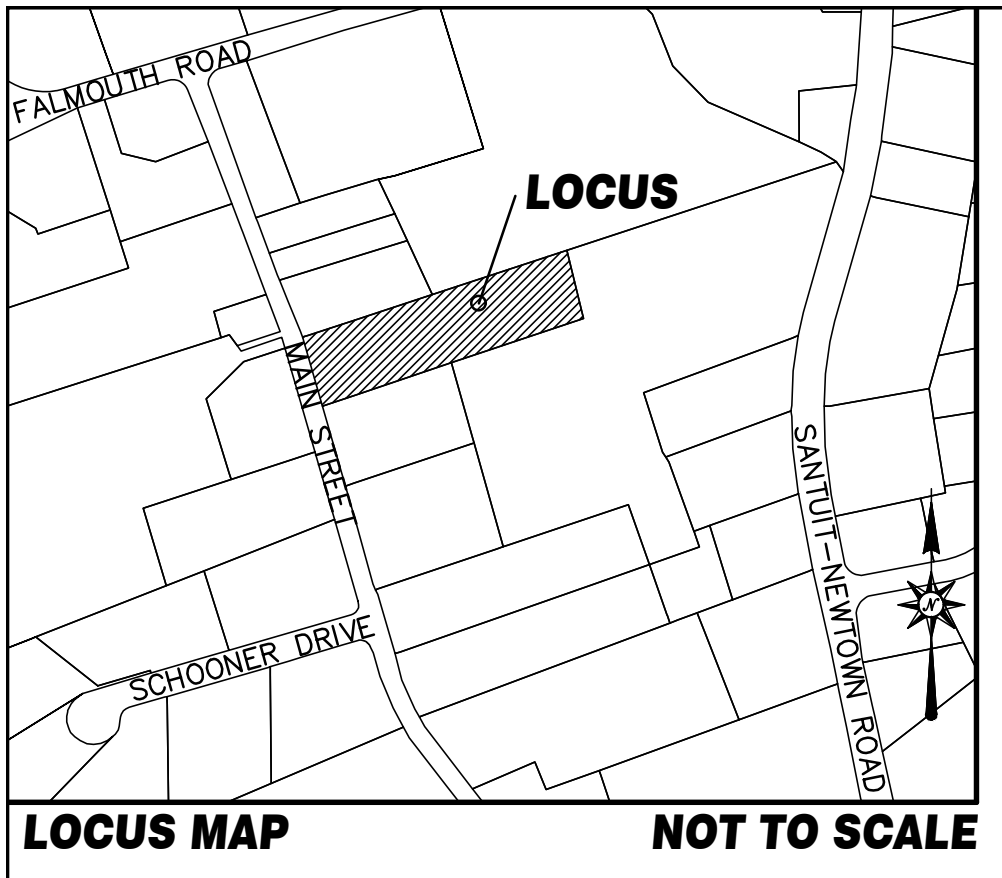 FALMOUTH ROAD
LOCUS
MAIN STREET
SANTUIT-NEWTOWN ROAD
N
SCHOONER DRIVE
LOCUS MAP
NOT TO SCALE